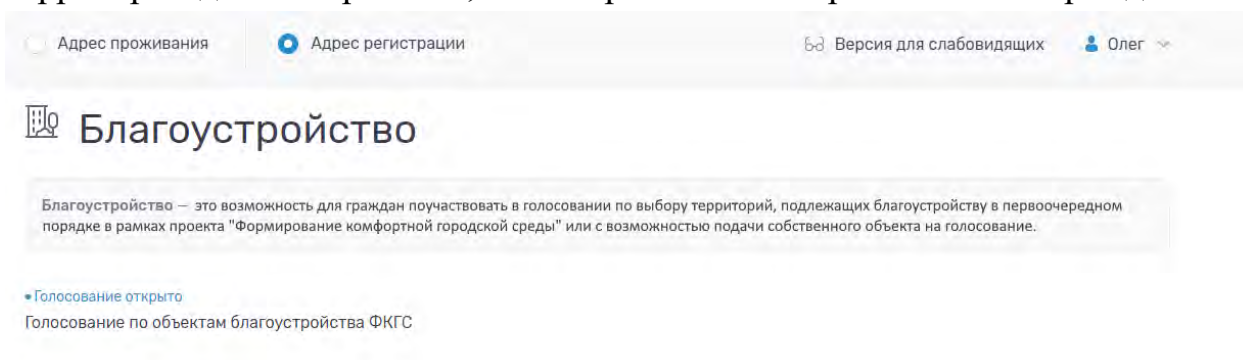 Адрес проживания Адрес регистрации Версия для слабовидящих Олег
Благоустройство
Благоустройство — это возможность для граждан поучаствовать в голосовании по выбору территорий, подлежащих благоустройству в первоочередном
порядке в рамках проекта "Формирование комфортной городской среды" или с возможностью подачи собственного объекта на голосование.
•Голосование открыто
Голосование по объектам благоустройства ФКГС